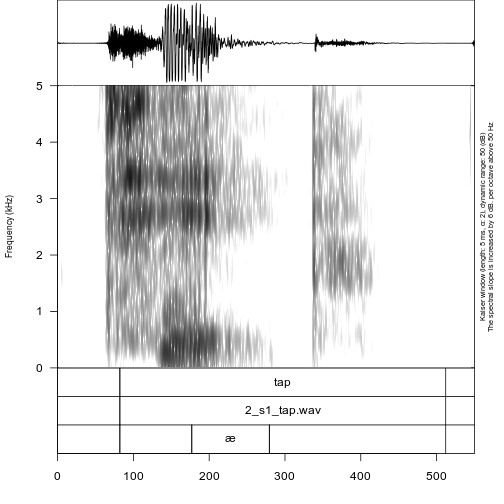 5
4
3
2
1
0
Frequency (kHz)
Kaiser window (length: 5 ms, α: 2), dynamic range: 50 (dB)
The spectral slope is increased by 6 dB. per octave above 50 Hz
tap
2_s1_tap.wav
æ
0 100 200 300 400 500